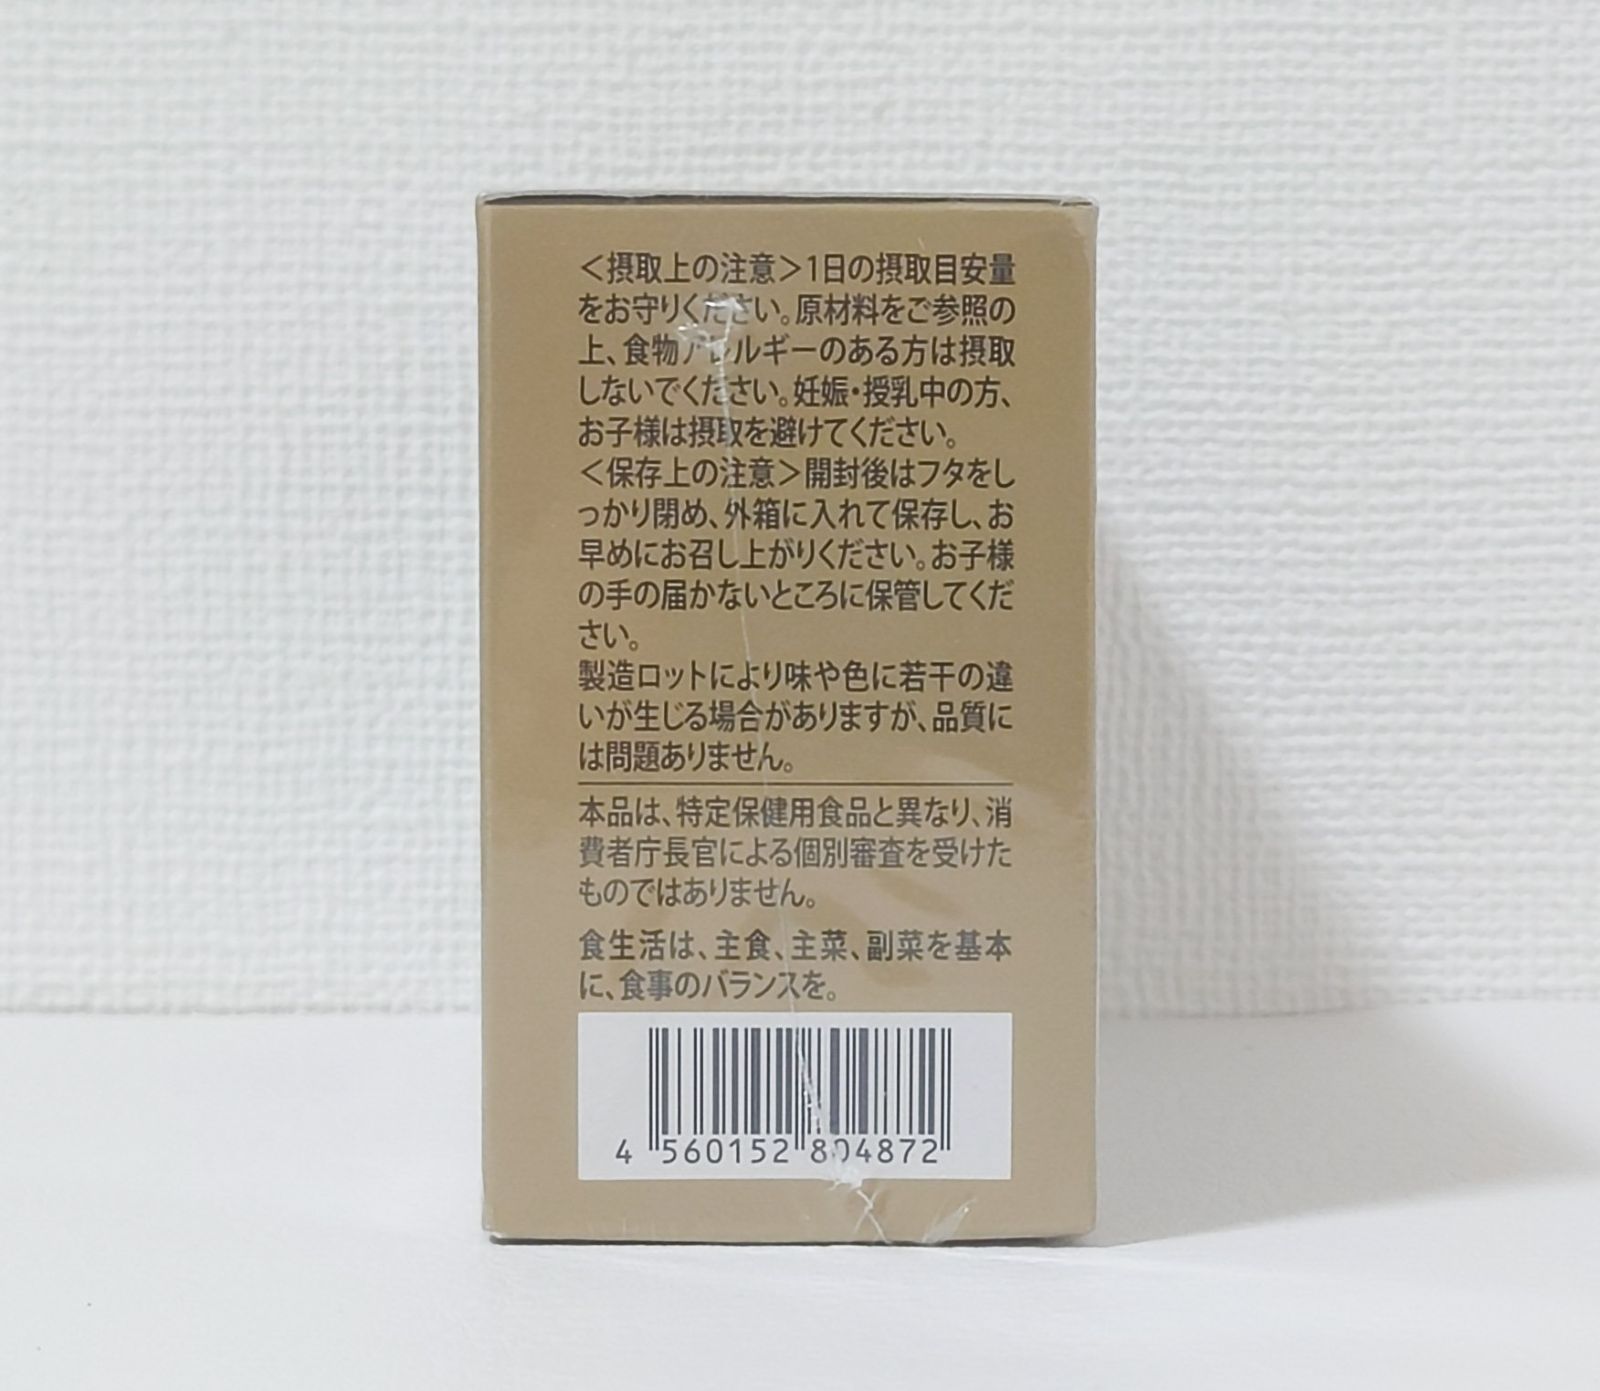 ＜摂取上の注意＞1日の摂取目安量
をお守りください。原材料をご参照の
上、食物アレルギーのある方は摂取
しないでください。妊娠・授乳中の方、
お子様は摂取を避けてください。
＜保存上の注意＞開封後はフタをし
っかり閉め、外箱に入れて保存し、お
早めにお召し上がりください。お子様
の手の届かないところに保管してくだ
さい。
製造ロットにより味や色に若干の違
いが生じる場合がありますが、品質に
は問題ありません。
本品は、特定保健用食品と異なり、消
費者庁長官による個別審査を受けた
ものではありません。
食生活は、主食、主菜、副菜を基本
に、食事のバランスを。
4 560152 804872